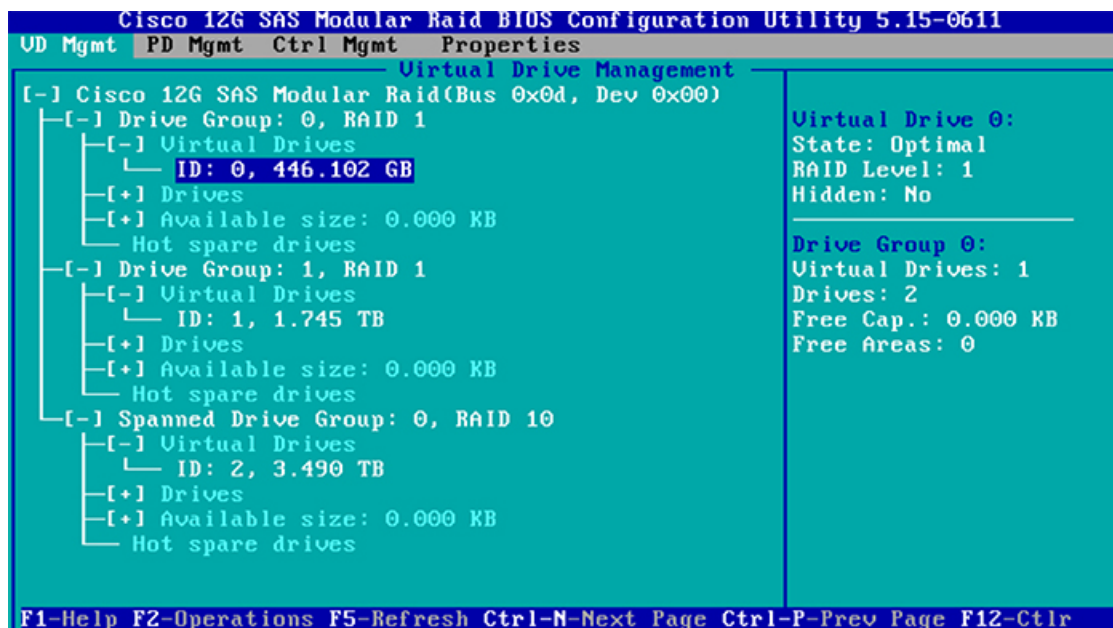 Cisco 12G SAS Modular Raid BIOS Configuration Utility 5.15-0611
VD Mgmt PD Mgmt Ctrl Mgmt Properties
Virtual Drive Management
[-] Cisco 12G SAS Modular Raid(Bus 0x0d, Dev 0x00)
[-] Drive Group: 0, RAID 1
[-] Virtual Drives
ID: 0, 446.102 GB
[+] Drives
[+] Available size: 0.000 KB
Hot spare drives
[-] Drive Group: 1, RAID 1
[-] Virtual Drives
ID: 1, 1.745 TB
[+] Drives
[+] Available size: 0.000 KB
Hot spare drives
[-] Spanned Drive Group: 0, RAID 10
[-] Virtual Drives
ID: 2, 3.490 TB
[+] Drives
[+] Available size: 0.000 KB
Hot spare drives
Virtual Drive 0:
State: Optimal
RAID Level: 1
Hidden: No
Drive Group 0:
Virtual Drives: 1
Drives: 2
Free Cap.: 0.000 KB
Free Areas: 0
F1-Help F2-Operations F5-Refresh Ctrl-N-Next Page Ctrl-P-Prev Page F12-Ctlr